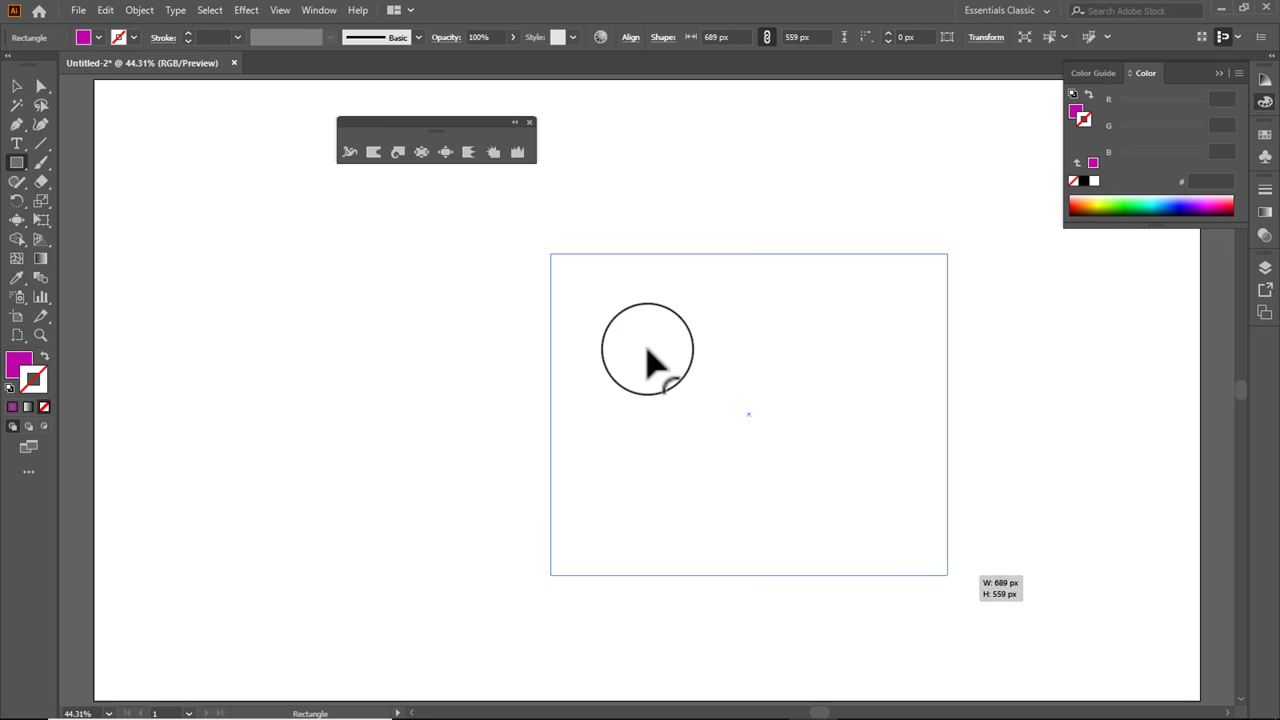 Ai File Edit Object Type Select Effect View Window Help Essentials Classic Search Adobe Stock
Rectangle Stroke: Basic Opacity: 100% Style: Align Shape: 689 px 559 px 0 px Transform
Untitled-2* @ 44.31% (RGB/Preview)
Color Guide Color
R
G
B
#
W: 689 px
H: 559 px
44.31% 1 Rectangle